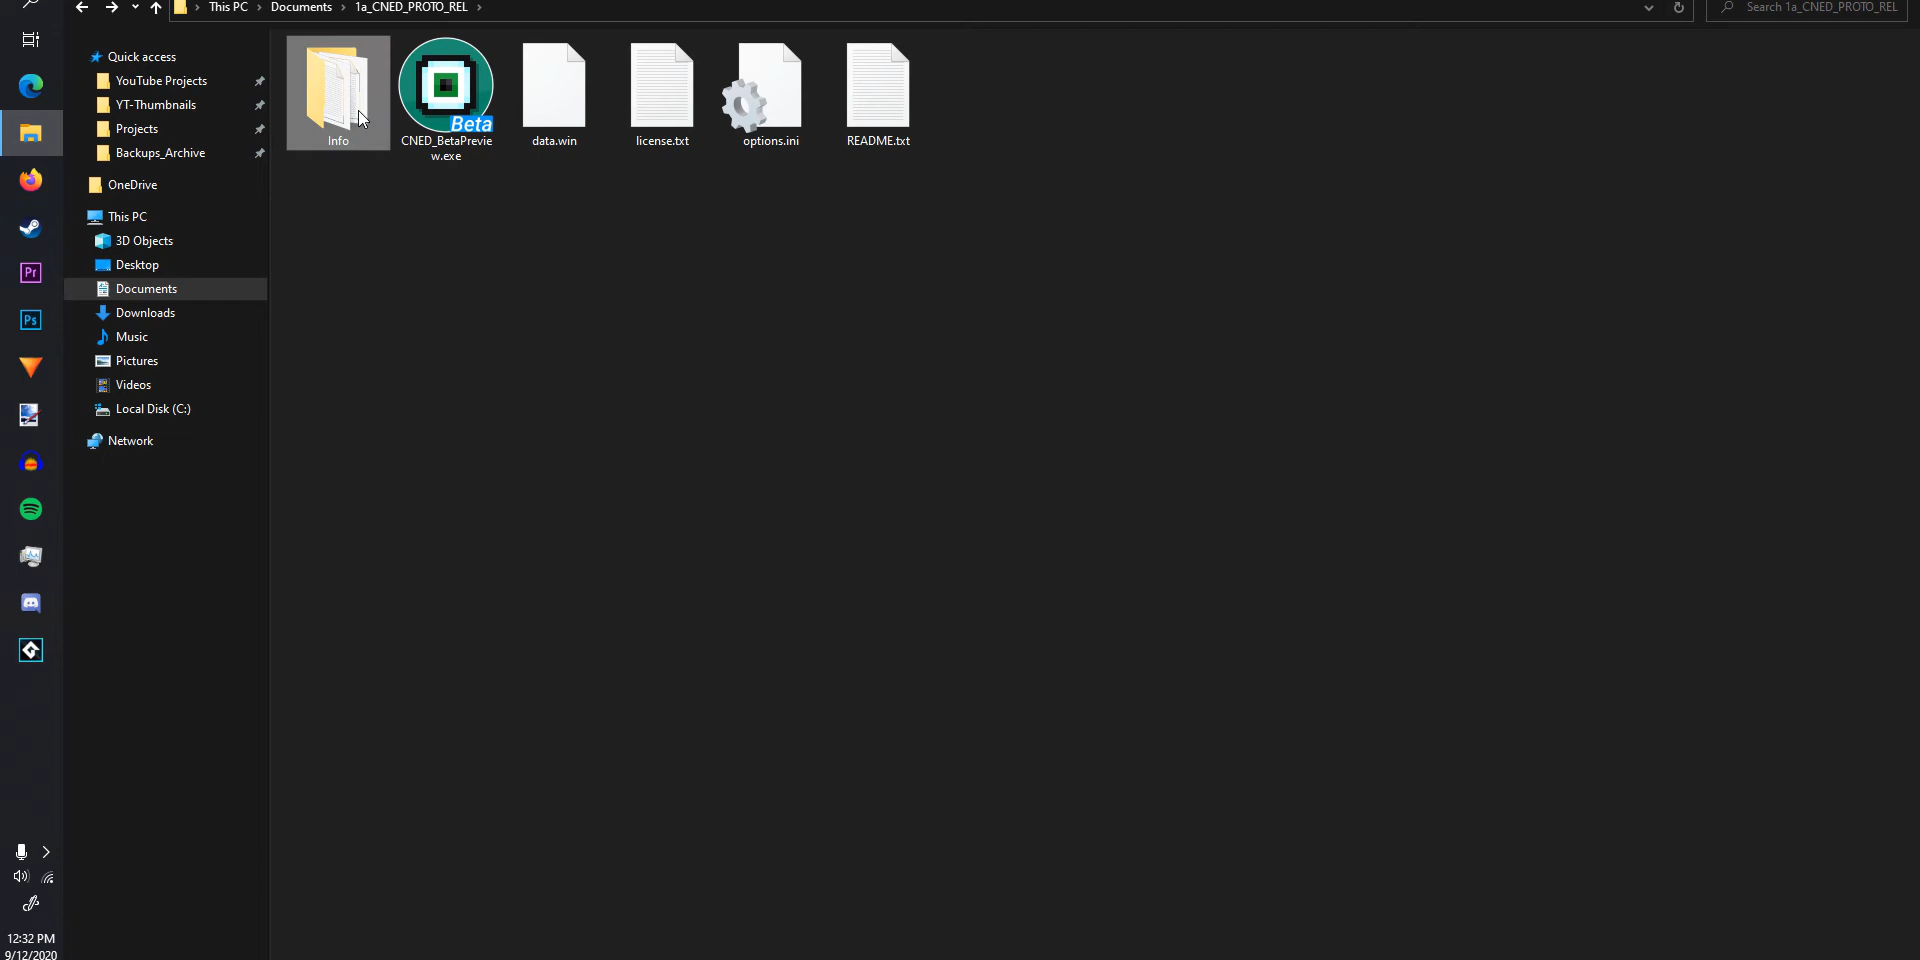 This PC > Documents > 1a_CNED_PROTO_REL >
Search 1a_CNED_PROTO_REL
Quick access
YouTube Projects
YT-Thumbnails
Projects
Backups_Archive
OneDrive
This PC
3D Objects
Desktop
Documents
Downloads
Music
Pictures
Videos
Local Disk (C:)
Network
Beta
Info
CNED_BetaPrevie
w.exe
data.win
license.txt
options.ini
README.txt
Pr
Ps
12:32 PM
9/12/2020